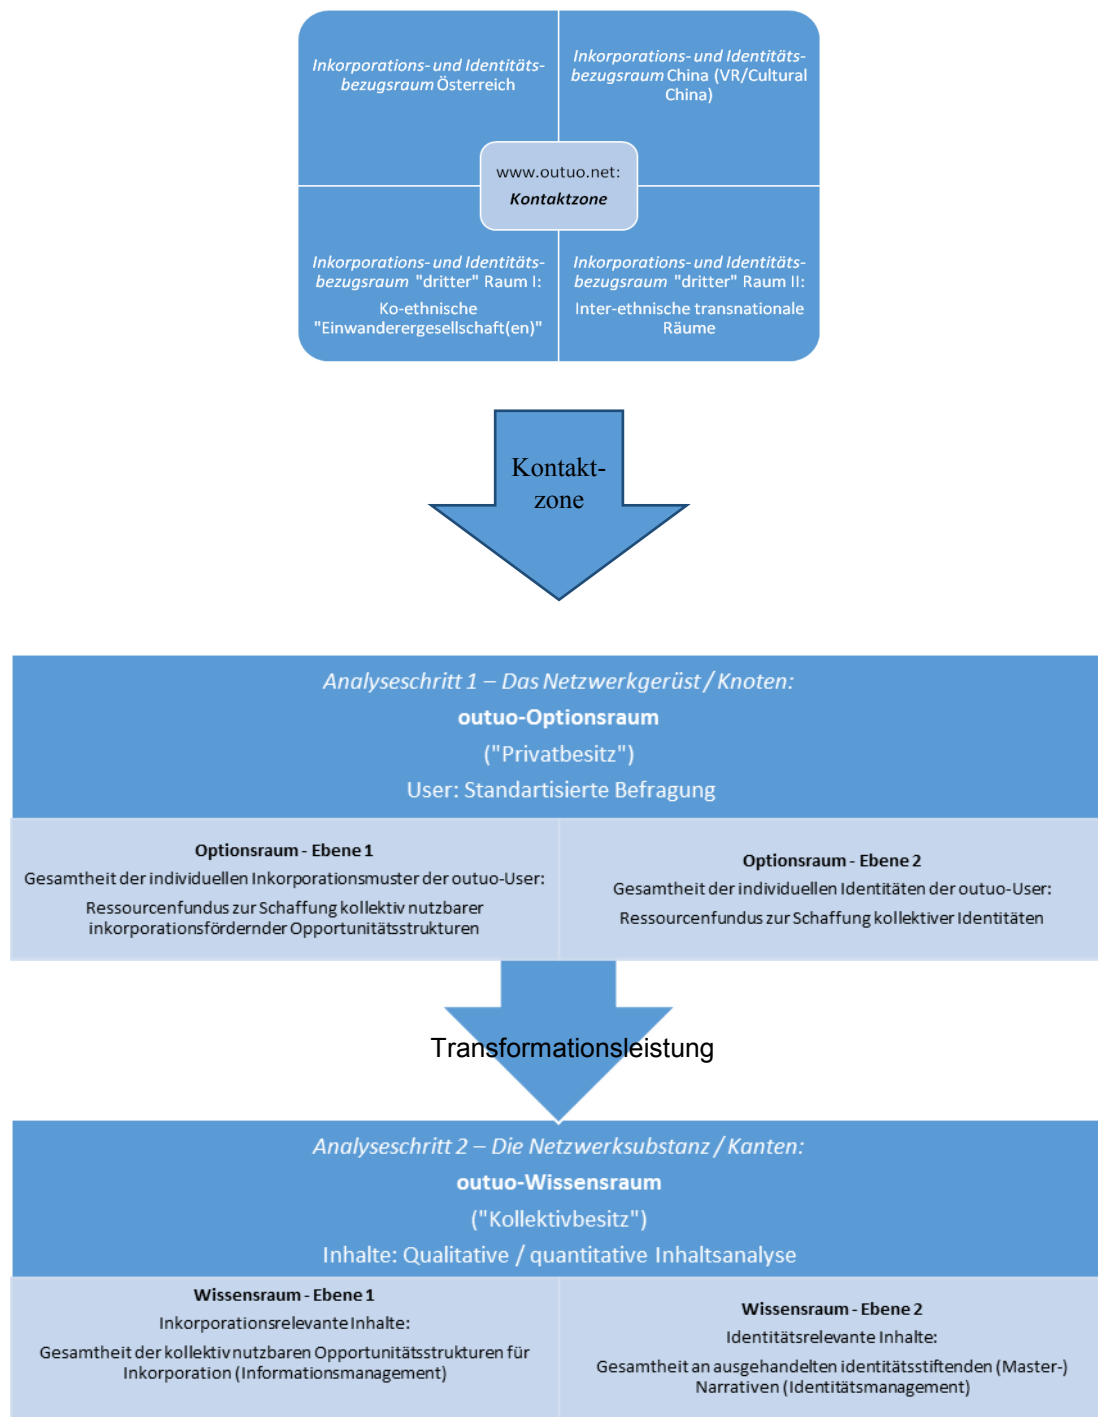 Inkorporations- und Identitäts-
bezugsraum Österreich
Inkorporations- und Identitäts-
bezugsraum China (VR/Cultural
China)
www.outuo.net:
Kontaktzone
Inkorporations- und Identitäts-
bezugsraum "dritter" Raum I:
Ko-ethnische
"Einwanderergesellschaft(en)"
Inkorporations- und Identitäts-
bezugsraum "dritter" Raum II:
Inter-ethnische transnationale
Räume
Kontakt-
zone
Analyseschritt 1 – Das Netzwerkgerüst / Knoten:
outuo-Optionsraum
("Privatbesitz")
User: Standartisierte Befragung
Optionsraum - Ebene 1
Gesamtheit der individuellen Inkorporationsmuster der outuo-User:
Ressourcenfundus zur Schaffung kollektiv nutzbarer
inkorporationsfördernder Opportunitätsstrukturen
Optionsraum - Ebene 2
Gesamtheit der individuellen Identitäten der outuo-User:
Ressourcenfundus zur Schaffung kollektiver Identitäten
Transformationsleistung
Analyseschritt 2 – Die Netzwerksubstanz / Kanten:
outuo-Wissensraum
("Kollektivbesitz")
Inhalte: Qualitative / quantitative Inhaltsanalyse
Wissensraum - Ebene 1
Inkorporationsrelevante Inhalte:
Gesamtheit der kollektiv nutzbaren Opportunitätsstrukturen für
Inkorporation (Informationsmanagement)
Wissensraum - Ebene 2
Identitätsrelevante Inhalte:
Gesamtheit an ausgehandelten identitätsstiftenden (Master-)
Narrativen (Identitätsmanagement)